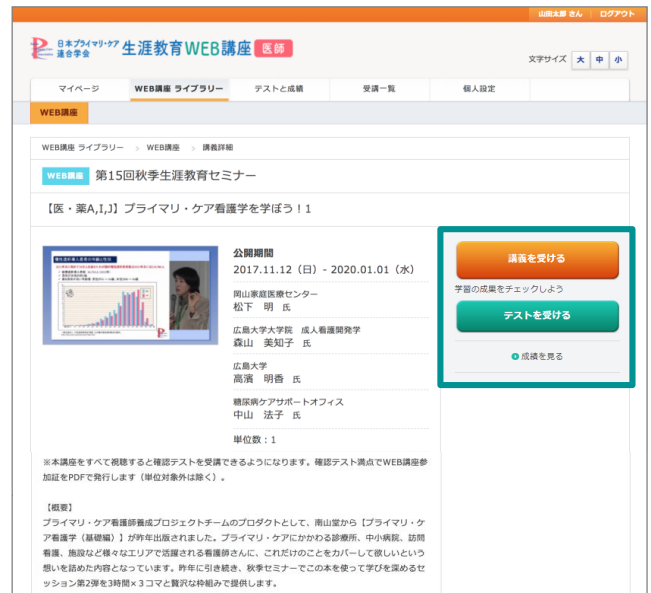 山田太郎 さん ログアウト
日本プライマリ・ケア
連合学会
生涯教育WEB講座 医師
文字サイズ 大 中 小
マイページ WEB講座 ライブラリー テストと成績 受講一覧 個人設定
WEB講座
WEB講座 ライブラリー > WEB講座 > 講義詳細
WEB講座 第15回秋季生涯教育セミナー
【医・薬A,I,J】プライマリ・ケア看護学を学ぼう！1
公開期間
2017.11.12（日）- 2020.01.01（水）
岡山家庭医療センター
松下 明 氏
広島大学大学院 成人看護開発学
森山 美知子 氏
広島大学
高濱 明香 氏
糖尿病ケアサポートオフィス
中山 法子 氏
単位数：1
講義を受ける
学習の成果をチェックしよう
テストを受ける
成績を見る
※本講座をすべて視聴すると確認テストを受講できるようになります。確認テスト満点でWEB講座参
加証をPDFで発行します（単位対象外は除く）。
【概要】
プライマリ・ケア看護師養成プロジェクトチームのプロダクトとして、南山堂から【プライマリ・ケ
ア看護学（基礎編）】が昨年出版されました。プライマリ・ケアにかかわる診療所、中小病院、訪問
看護、施設など様々なエリアで活躍される看護師さんに、これだけのことをカバーして欲しいという
想いを詰めた内容となっています。昨年に引き続き、秋季セミナーでこの本を使って学びを深めるセ
ッション第2弾を3時間×３コマと贅沢な枠組みで提供します。